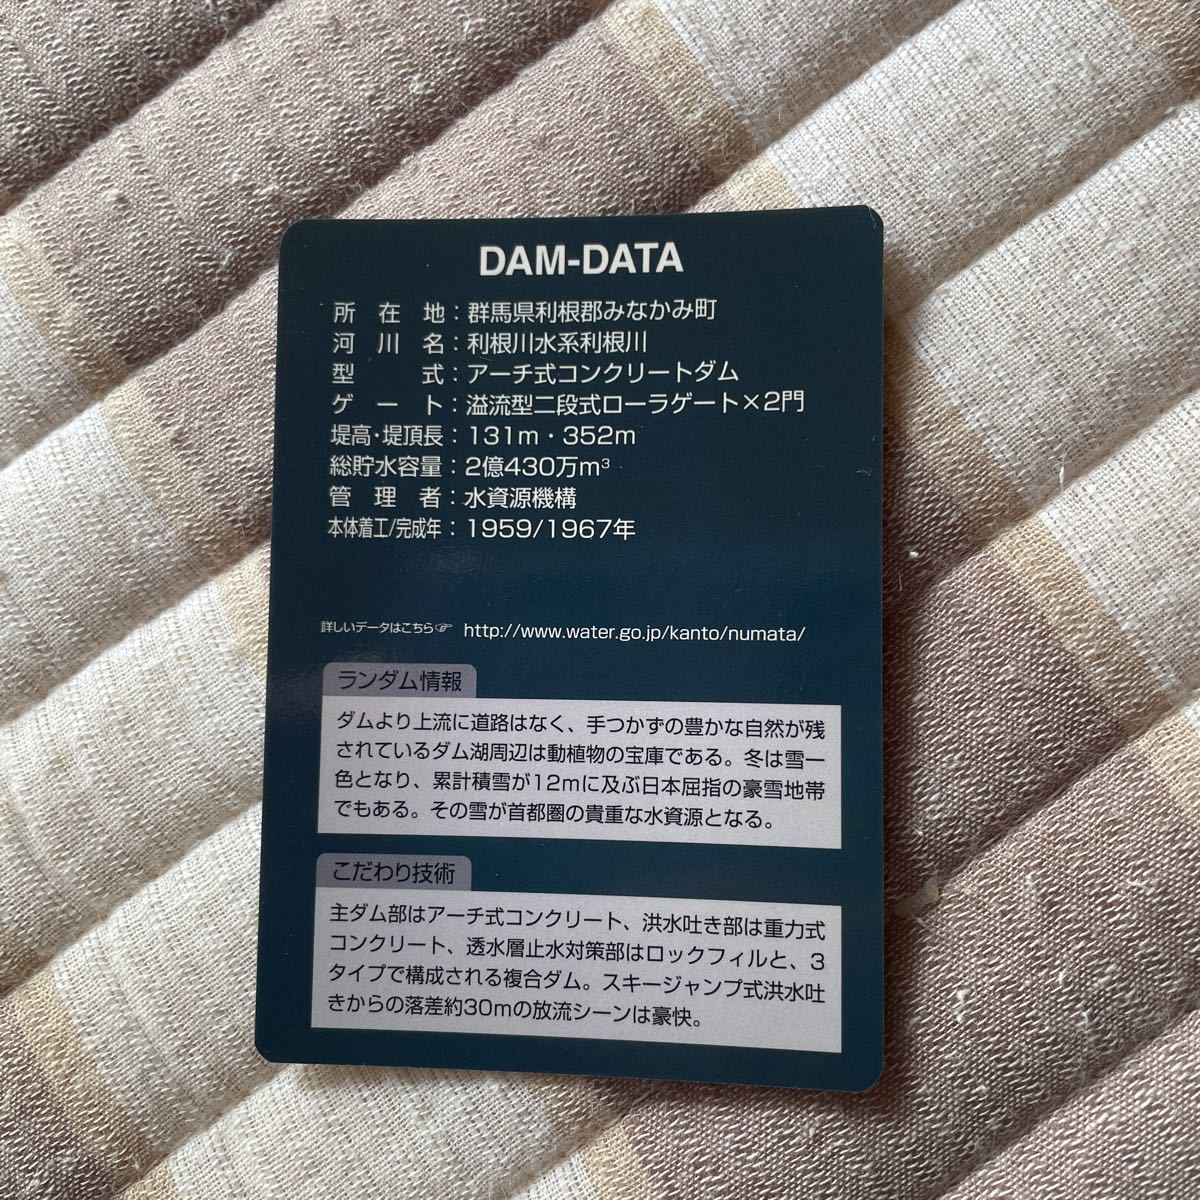 DAM-DATA
所在地：群馬県利根郡みなかみ町
河川名：利根川水系利根川
型式：アーチ式コンクリートダム
ゲート：溢流型二段式ローラゲート×2門
堤高・堤頂長：131m・352m
総貯水容量：2億430万m³
管理者：水資源機構
本体着工/完成年：1959/1967年
詳しいデータはこちら☞ http://www.water.go.jp/kanto/numata/
ランダム情報
ダムより上流に道路はなく、手つかずの豊かな自然が残
されているダム湖周辺は動植物の宝庫である。冬は雪一
色となり、累計積雪が12mに及ぶ日本屈指の豪雪地帯
でもある。その雪が首都圏の貴重な水資源となる。
こだわり技術
主ダム部はアーチ式コンクリート、洪水吐き部は重力式
コンクリート、透水層止水対策部はロックフィルと、3
タイプで構成される複合ダム。スキージャンプ式洪水吐
きからの落差約30mの放流シーンは豪快。